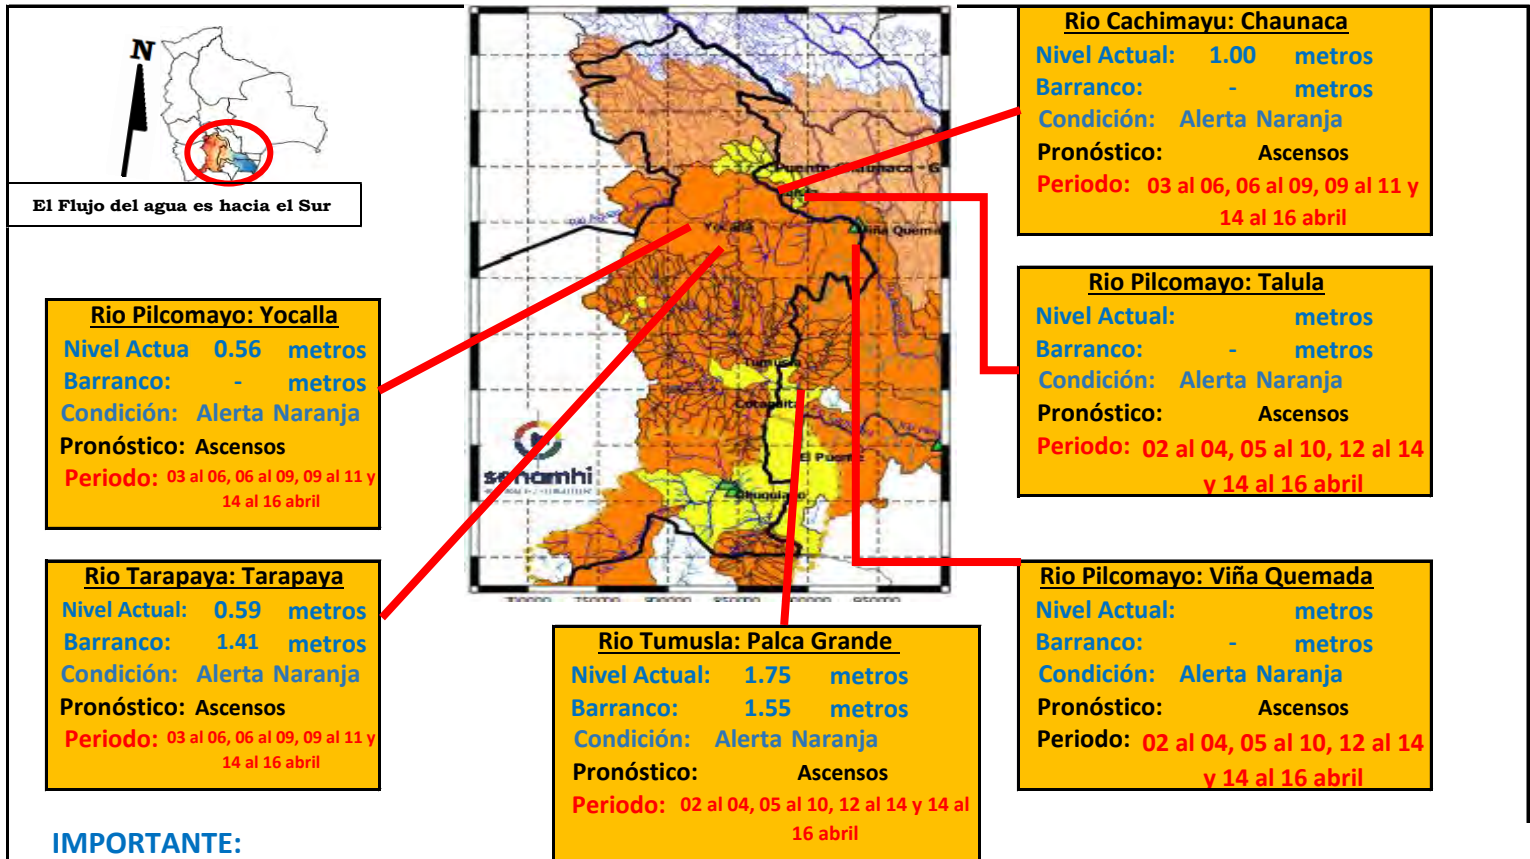 N
El Flujo del agua es hacia el Sur
Rio Pilcomayo: Yocalla
Nivel Actua 0.56 metros
Barranco: - metros
Condición: Alerta Naranja
Pronóstico: Ascensos
Periodo: 03 al 06, 06 al 09, 09 al 11 y
14 al 16 abril
Rio Tarapaya: Tarapaya
Nivel Actual: 0.59 metros
Barranco: 1.41 metros
Condición: Alerta Naranja
Pronóstico: Ascensos
Periodo: 03 al 06, 06 al 09, 09 al 11 y
14 al 16 abril
IMPORTANTE:
Puente Chaunaca - G
Yocalla
Viña Quema
Tumusla
Cotagaita
El Puente
Chuquiago
senamhi
Rio Tumusla: Palca Grande
Nivel Actual: 1.75 metros
Barranco: 1.55 metros
Condición: Alerta Naranja
Pronóstico: Ascensos
Periodo: 02 al 04, 05 al 10, 12 al 14 y 14 al
16 abril
Rio Cachimayu: Chaunaca
Nivel Actual: 1.00 metros
Barranco: - metros
Condición: Alerta Naranja
Pronóstico: Ascensos
Periodo: 03 al 06, 06 al 09, 09 al 11 y
14 al 16 abril
Rio Pilcomayo: Talula
Nivel Actual: metros
Barranco: - metros
Condición: Alerta Naranja
Pronóstico: Ascensos
Periodo: 02 al 04, 05 al 10, 12 al 14
y 14 al 16 abril
Rio Pilcomayo: Viña Quemada
Nivel Actual: metros
Barranco: - metros
Condición: Alerta Naranja
Pronóstico: Ascensos
Periodo: 02 al 04, 05 al 10, 12 al 14
y 14 al 16 abril